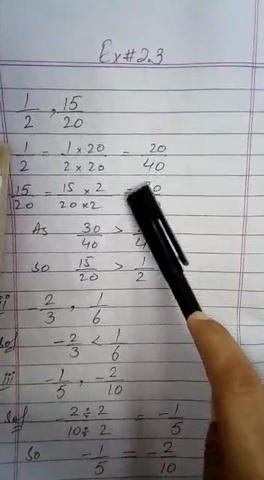 Ex # 2.3
1/2 , 15/20
1/2 = 1 × 20 / 2 × 20 = 20/40
15/20 = 15 × 2 / 20 × 2 =
As 30/40 >
So 15/20 > 1/2
ii -2/3 , 1/6
Sol -2/3 < 1/6
iii -1/5 , -2/10
Sol 2 ÷ 2 / 10 ÷ 2 = -1/5
So -1/5 = -2/10